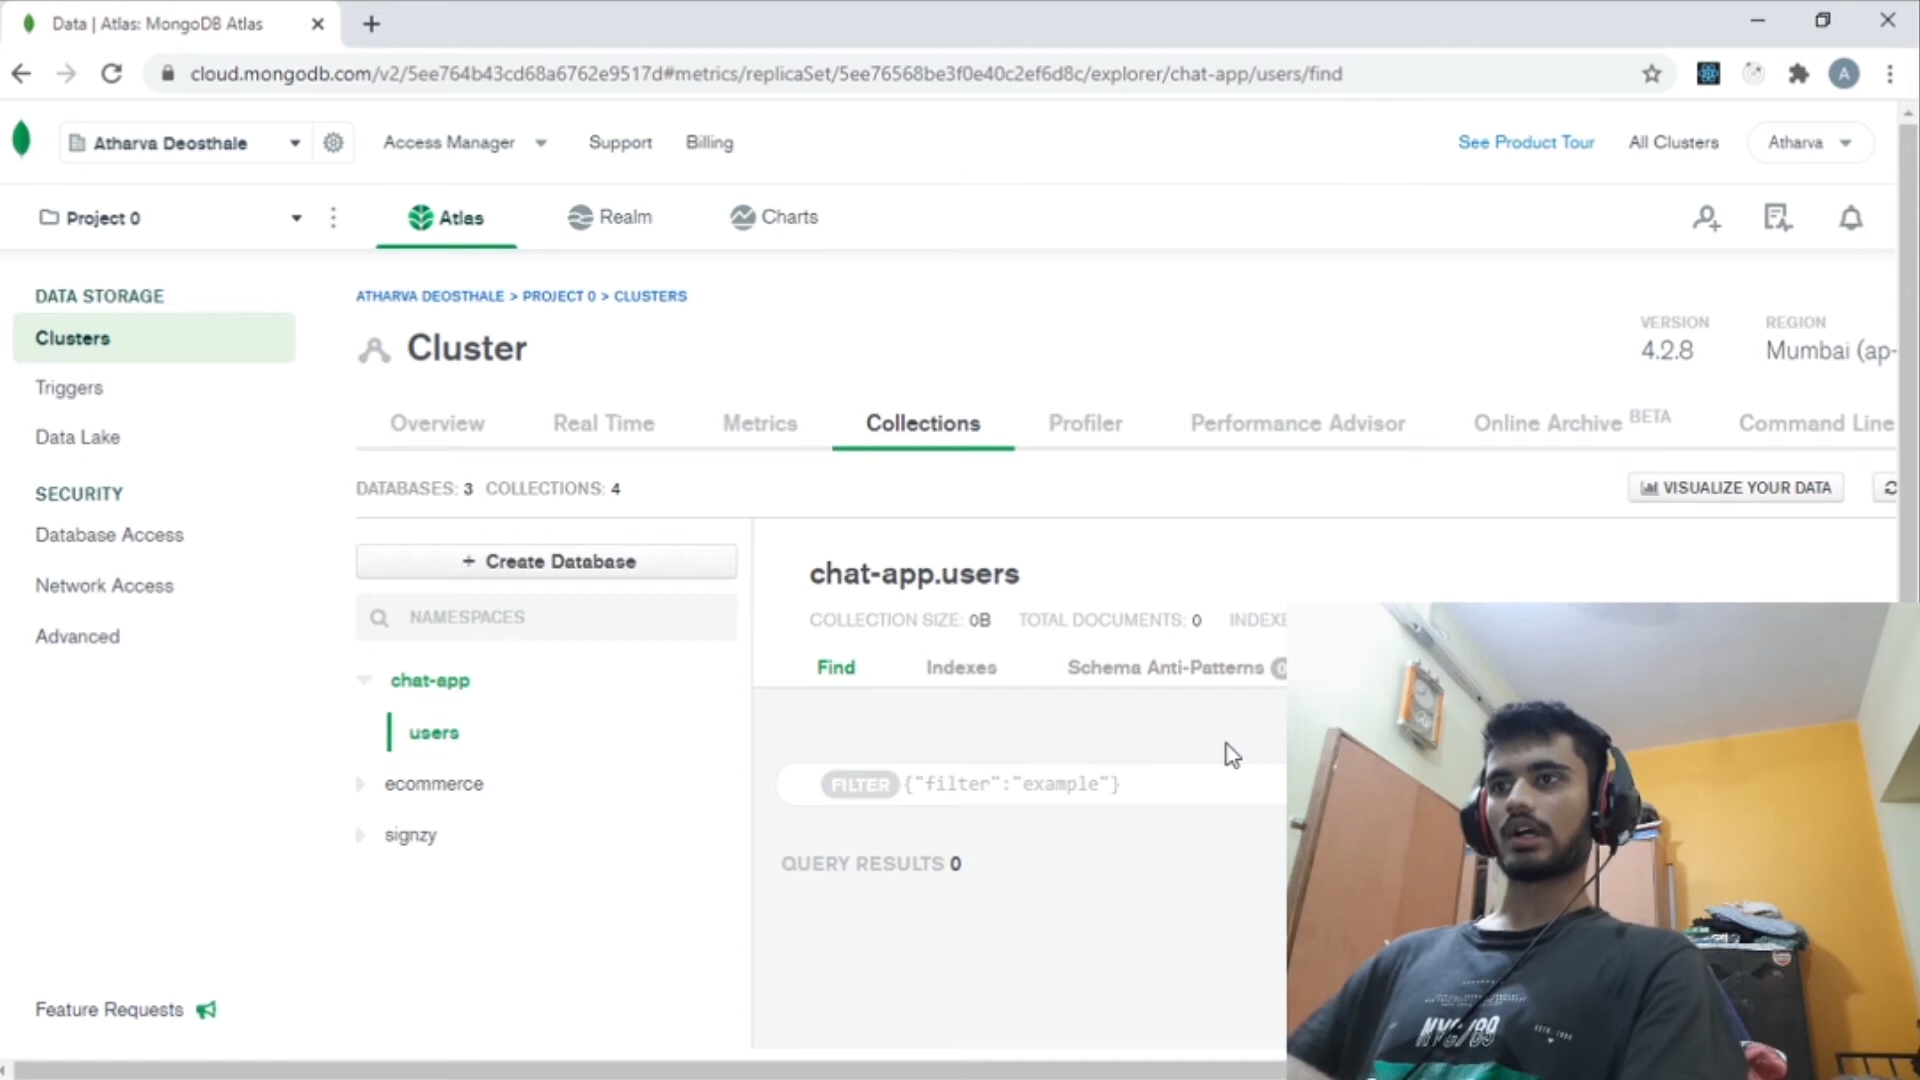 Data | Atlas: MongoDB Atlas
cloud.mongodb.com/v2/5ee764b43cd68a6762e9517d#metrics/replicaSet/5ee76568be3f0e40c2ef6d8c/explorer/chat-app/users/find
A
Atharva Deosthale
Access Manager
Support
Billing
See Product Tour
All Clusters
Atharva
Project 0
Atlas
Realm
Charts
DATA STORAGE
Clusters
Triggers
Data Lake
SECURITY
Database Access
Network Access
Advanced
Feature Requests
ATHARVA DEOSTHALE > PROJECT 0 > CLUSTERS
Cluster
VERSION
4.2.8
REGION
Mumbai (ap-
Overview
Real Time
Metrics
Collections
Profiler
Performance Advisor
Online Archive BETA
Command Line
DATABASES: 3 COLLECTIONS: 4
VISUALIZE YOUR DATA
+ Create Database
NAMESPACES
chat-app
users
ecommerce
signzy
chat-app.users
COLLECTION SIZE: 0B TOTAL DOCUMENTS: 0 INDEXE
Find
Indexes
Schema Anti-Patterns 0
FILTER {"filter":"example"}
QUERY RESULTS 0
NYC/89